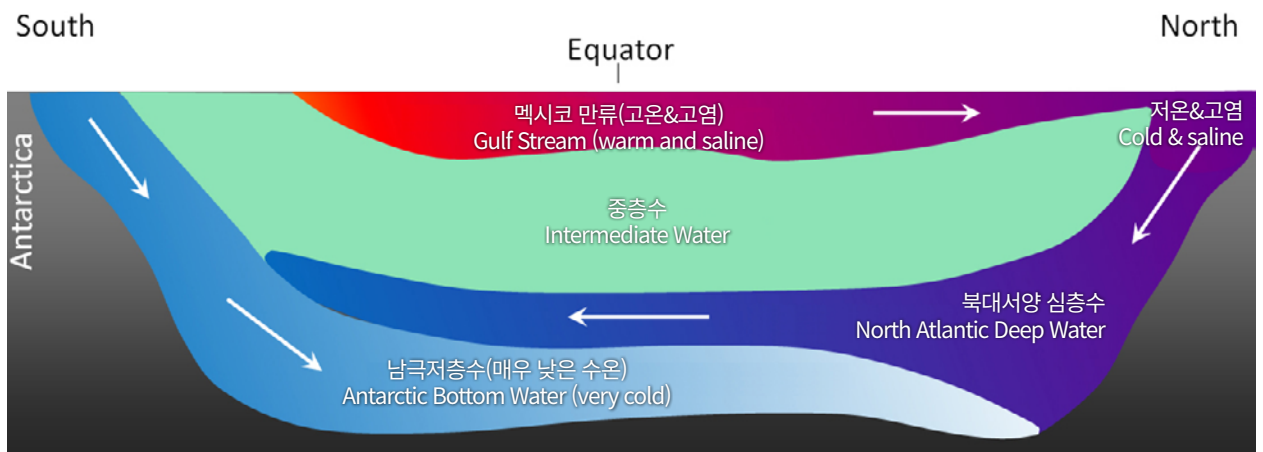 South
North
Equator
멕시코 만류(고온&고염)
Gulf Stream (warm and saline)
저온&고염
Cold & saline
Antarctica
중층수
Intermediate Water
북대서양 심층수
North Atlantic Deep Water
남극저층수(매우 낮은 수온)
Antarctic Bottom Water (very cold)